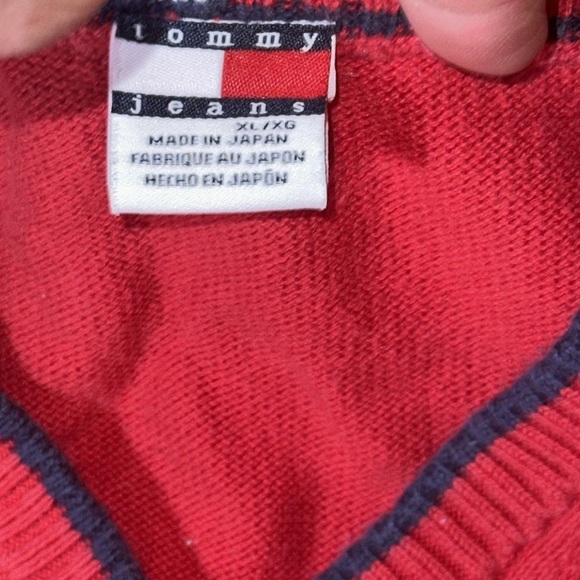 tommy
jeans
XL/XG
MADE IN JAPAN
FABRIQUE AU JAPON
HECHO EN JAPÓN